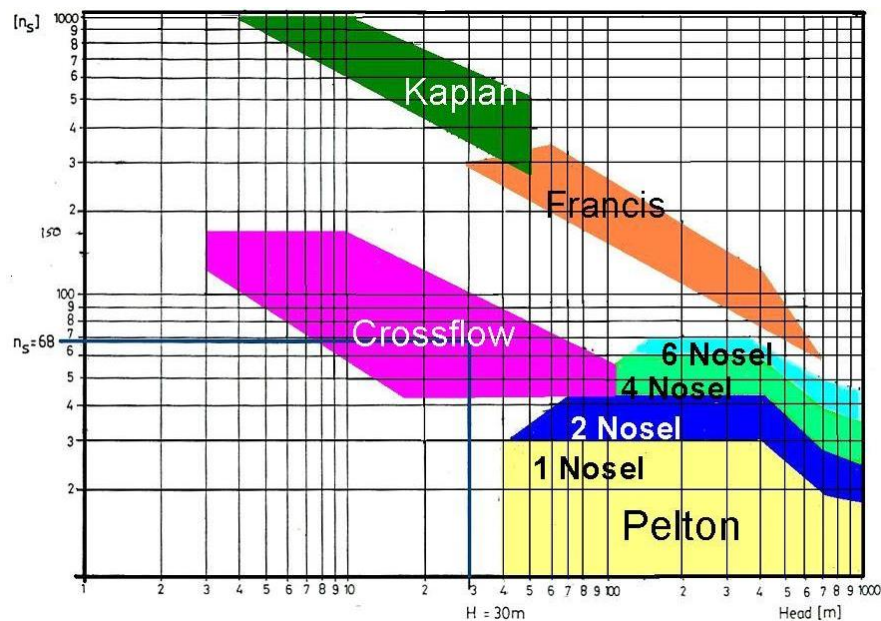 [ns] 1000
9
8
7
6
Kaplan
5
4
3
Francis
2
150
100
9
8
Crossflow
7
ns=68
6 Nosel
6
4 Nosel
5
4
2 Nosel
3
1 Nosel
2
Pelton
1 2 3 4 5 6 7 8 9 10 2 3 4 5 6 7 8 9 100 2 3 4 5 6 7 8 9 1000
H = 30m Head [m]